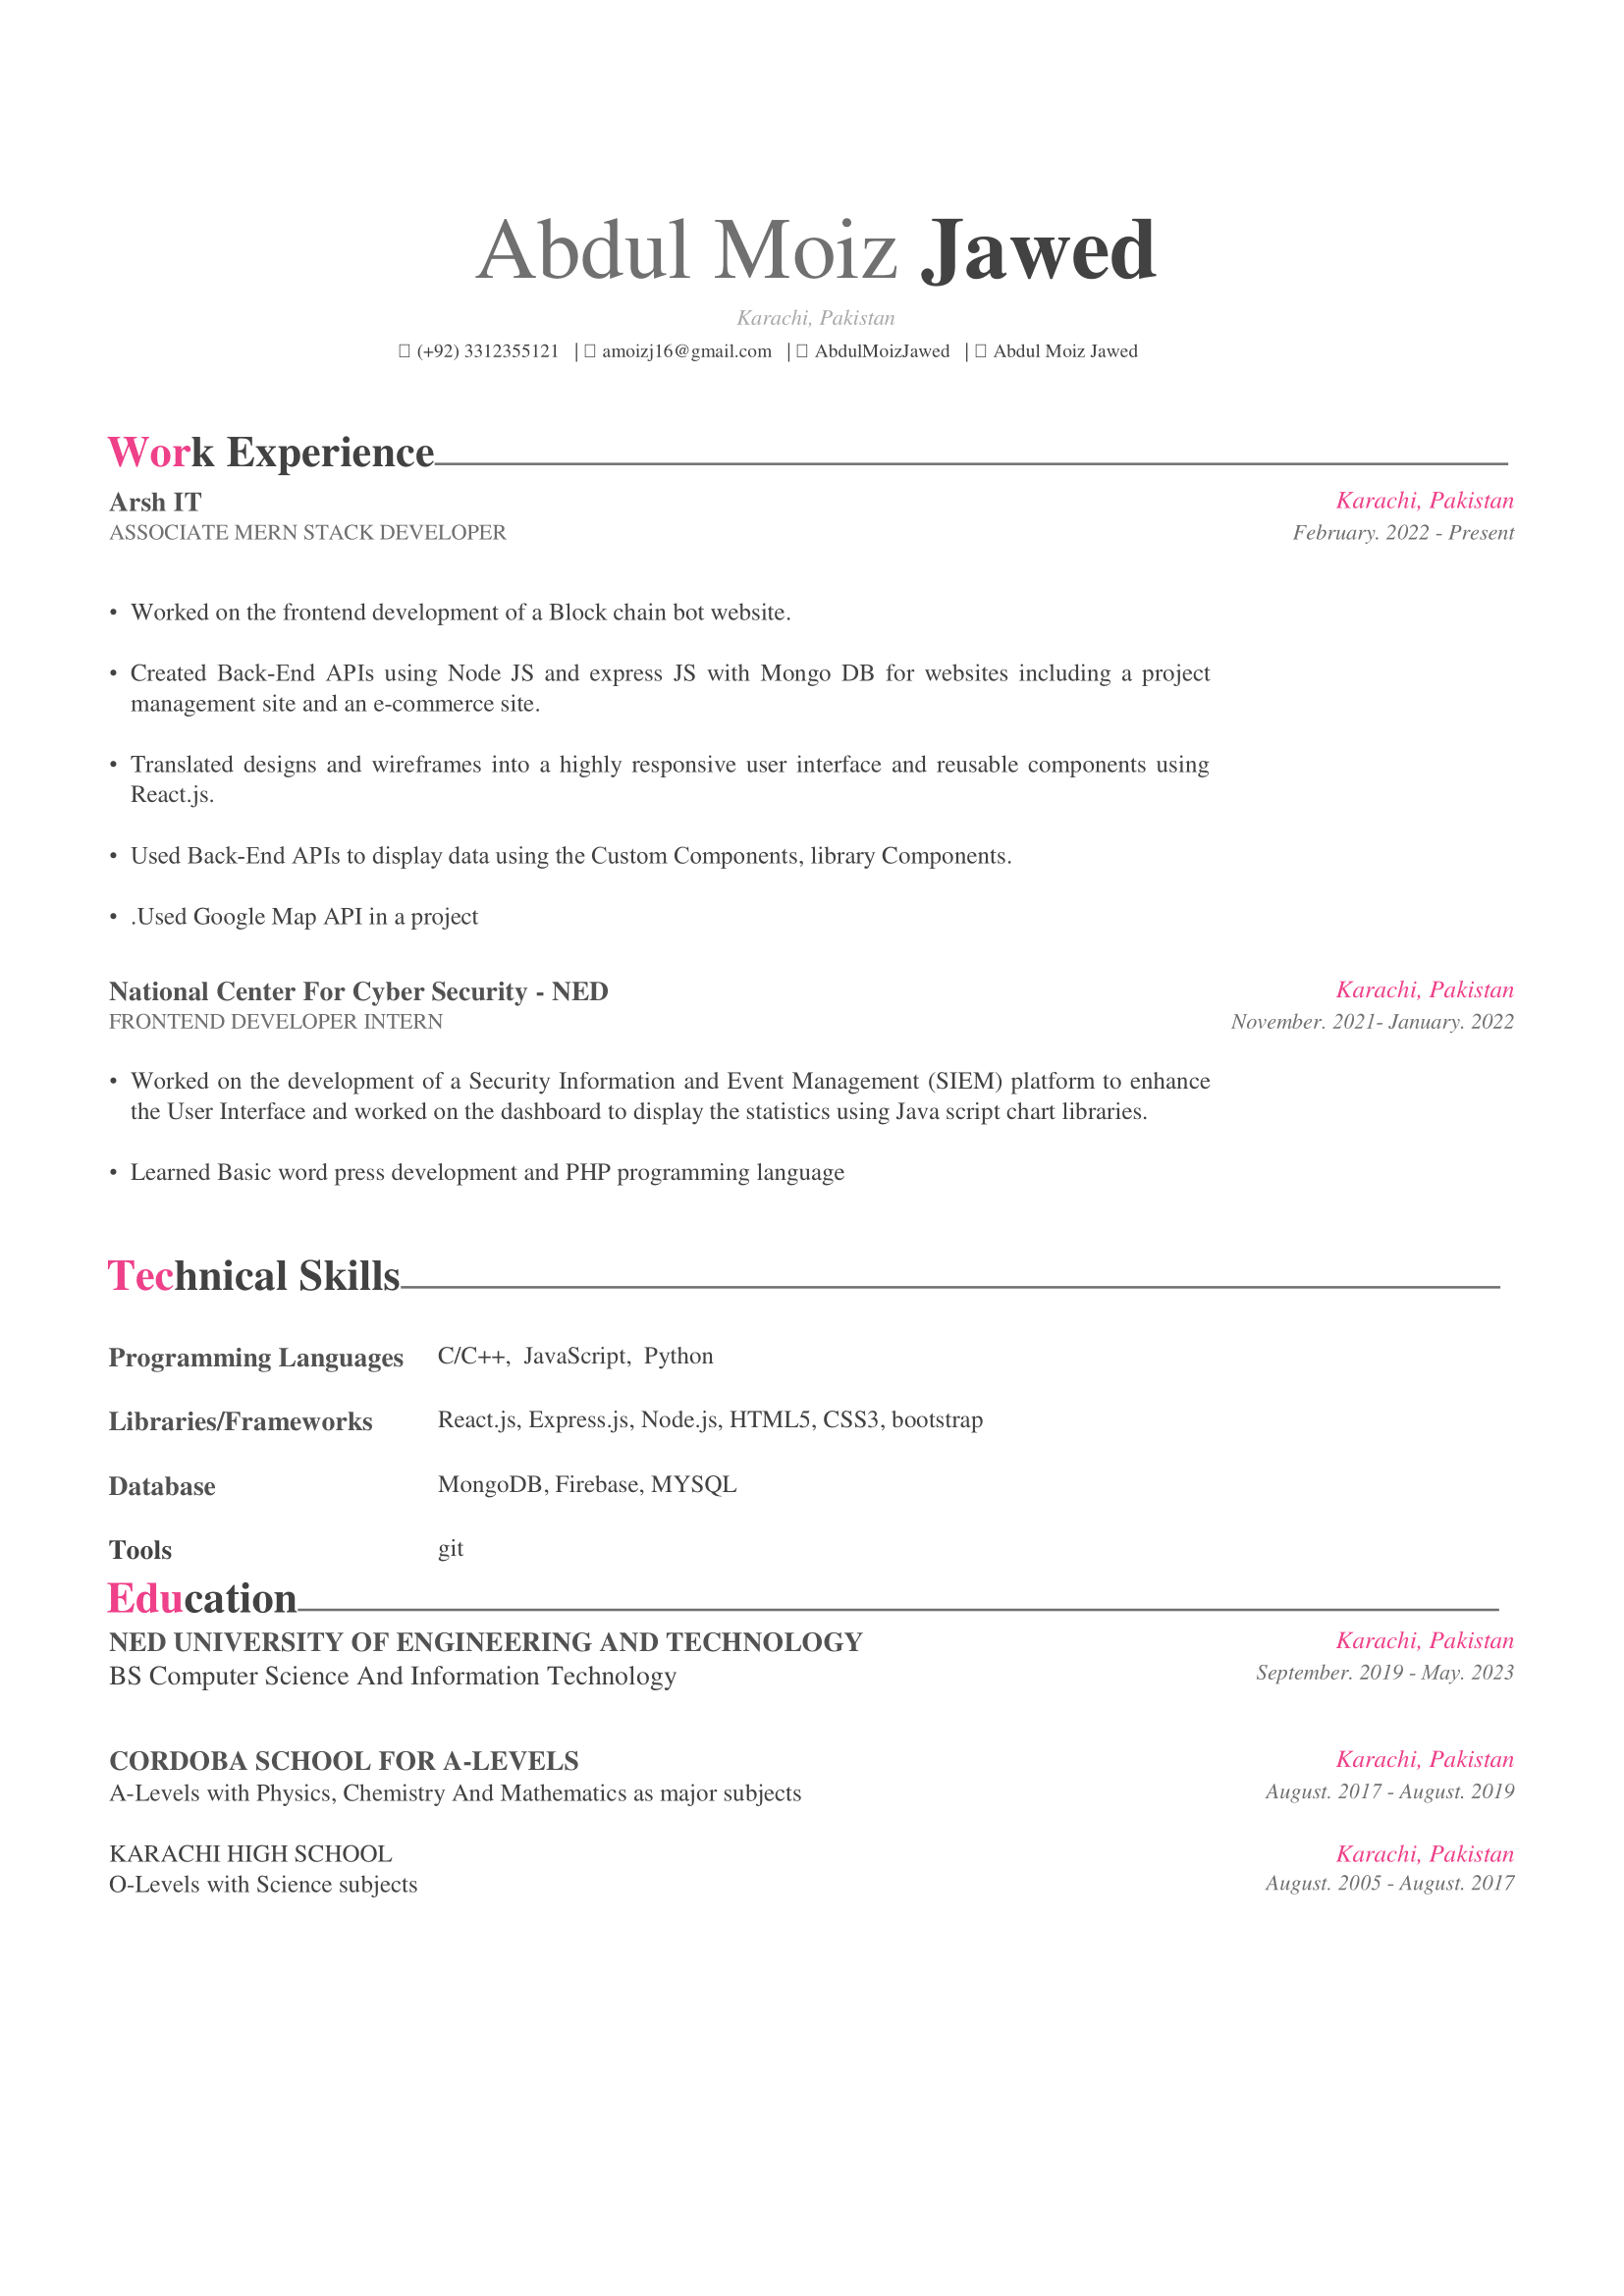 Abdul Moiz Jawed
Karachi, Pakistan
(+92) 3312355121 | amoizj16@gmail.com | AbdulMoizJawed | Abdul Moiz Jawed
Work Experience
Arsh IT Karachi, Pakistan
ASSOCIATE MERN STACK DEVELOPER February. 2022 - Present
• Worked on the frontend development of a Block chain bot website.
• Created Back-End APIs using Node JS and express JS with Mongo DB for websites including a project
management site and an e-commerce site.
• Translated designs and wireframes into a highly responsive user interface and reusable components using
React.js.
• Used Back-End APIs to display data using the Custom Components, library Components.
• .Used Google Map API in a project
National Center For Cyber Security - NED Karachi, Pakistan
FRONTEND DEVELOPER INTERN November. 2021- January. 2022
• Worked on the development of a Security Information and Event Management (SIEM) platform to enhance
the User Interface and worked on the dashboard to display the statistics using Java script chart libraries.
• Learned Basic word press development and PHP programming language
Technical Skills
Programming Languages C/C++, JavaScript, Python
Libraries/Frameworks React.js, Express.js, Node.js, HTML5, CSS3, bootstrap
Database MongoDB, Firebase, MYSQL
Tools git
Education
NED UNIVERSITY OF ENGINEERING AND TECHNOLOGY Karachi, Pakistan
BS Computer Science And Information Technology September. 2019 - May. 2023
CORDOBA SCHOOL FOR A-LEVELS Karachi, Pakistan
A-Levels with Physics, Chemistry And Mathematics as major subjects August. 2017 - August. 2019
KARACHI HIGH SCHOOL Karachi, Pakistan
O-Levels with Science subjects August. 2005 - August. 2017